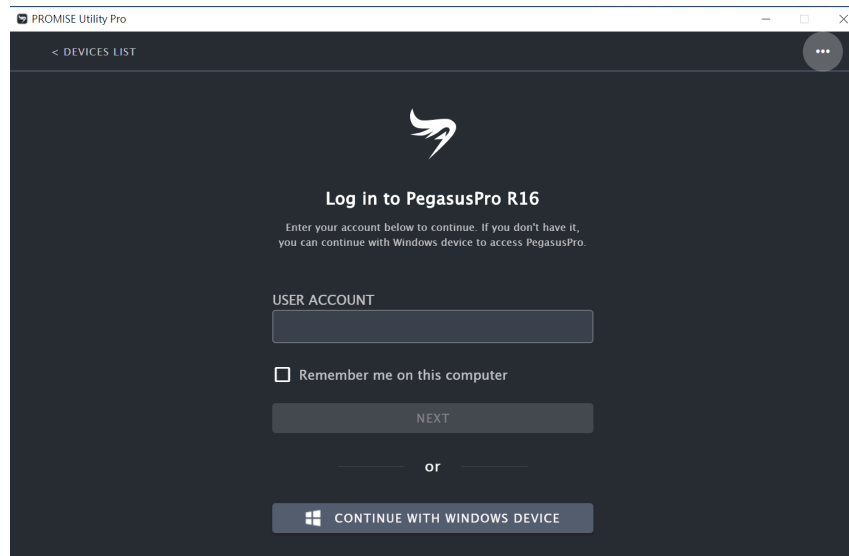 PROMISE Utility Pro
< DEVICES LIST
Log in to PegasusPro R16
Enter your account below to continue. If you don't have it,
you can continue with Windows device to access PegasusPro.
USER ACCOUNT
Remember me on this computer
NEXT
or
CONTINUE WITH WINDOWS DEVICE